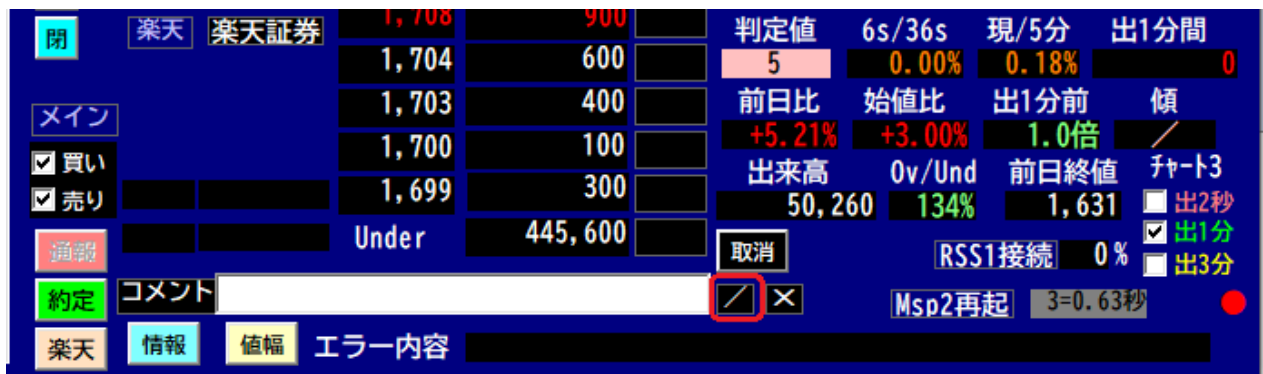 閉 楽天 楽天証券 1,708 900 判定値 6s/36s 現/5分 出1分間
1,704 600 5 0.00% 0.18% 0
メイン 1,703 400 前日比 始値比 出1分前 傾
1,700 100 +5.21% +3.00% 1.0倍 ／
買い 出来高 Ov/Und 前日終値 チャート3
売り 1,699 300 50,260 134% 1,631 出2秒
通報 Under 445,600 取消 RSS1接続 0% 出1分
出3分
約定 コメント ／ × Msp2再起 3=0.63秒
楽天 情報 値幅 エラー内容